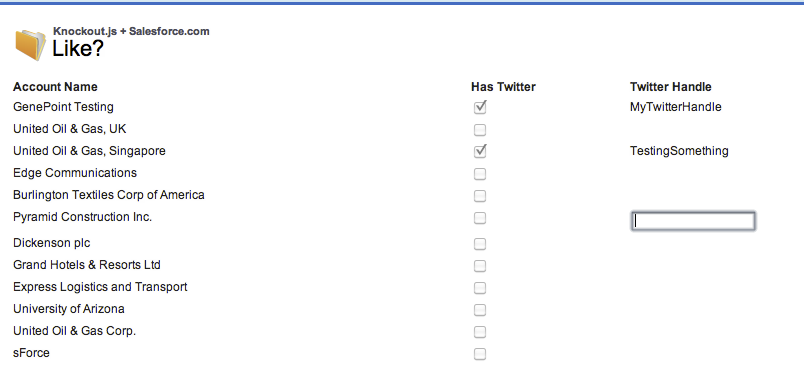 Knockout.js + Salesforce.com
Like?
Account Name Has Twitter Twitter Handle
GenePoint Testing MyTwitterHandle
United Oil & Gas, UK
United Oil & Gas, Singapore TestingSomething
Edge Communications
Burlington Textiles Corp of America
Pyramid Construction Inc.
Dickenson plc
Grand Hotels & Resorts Ltd
Express Logistics and Transport
University of Arizona
United Oil & Gas Corp.
sForce